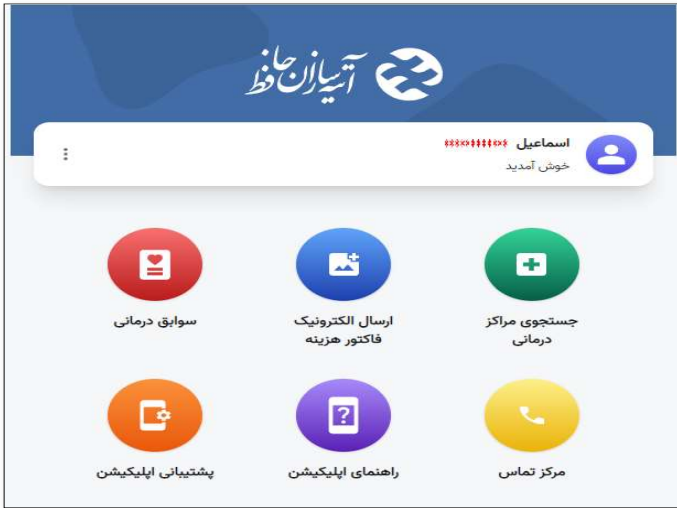 آتیه‌سازان حافظ
اسماعیل **********
خوش آمدید
جستجوی مراکز
درمانی
ارسال الکترونیک
فاکتور هزینه
سوابق درمانی
مرکز تماس
راهنمای اپلیکیشن
پشتیبانی اپلیکیشن